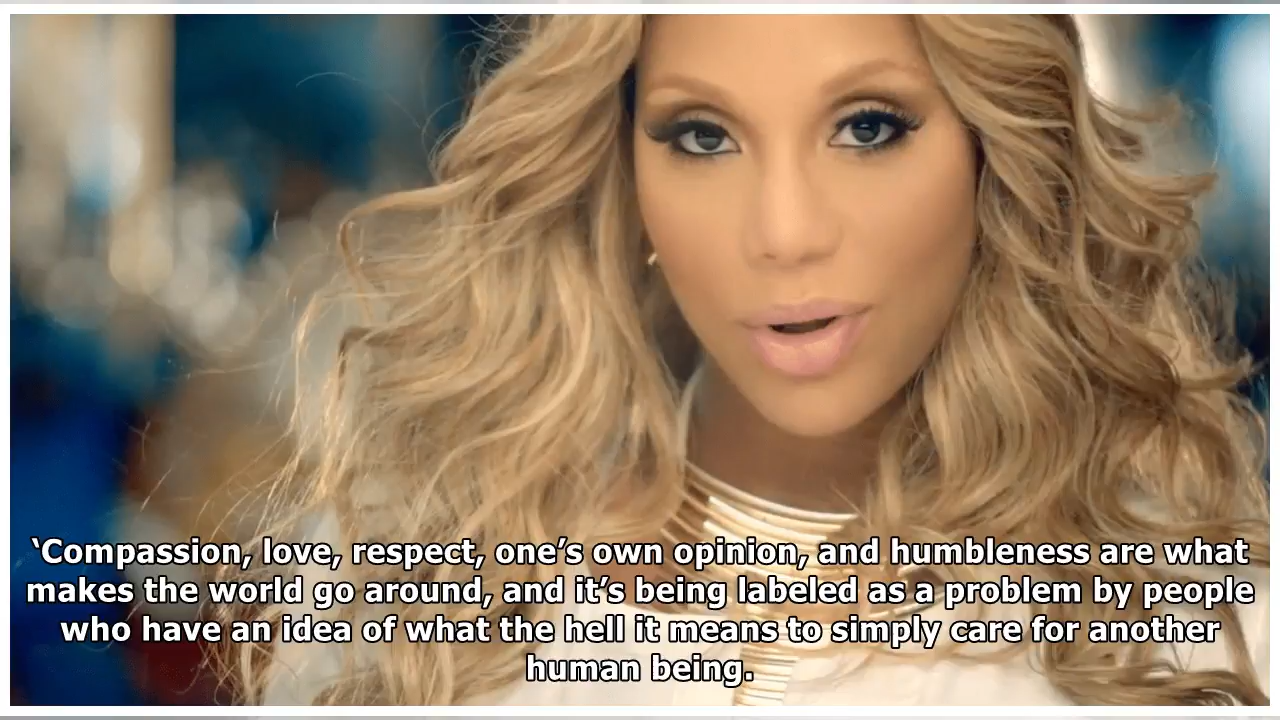 ‘Compassion, love, respect, one’s own opinion, and humbleness are what
makes the world go around, and it’s being labeled as a problem by people
who have an idea of what the hell it means to simply care for another
human being.